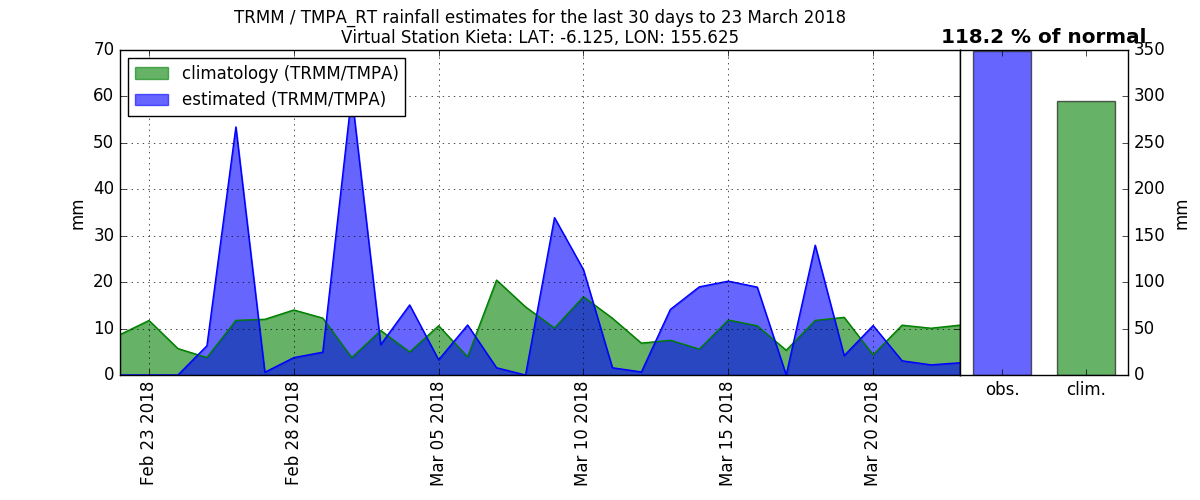 TRMM / TMPA_RT rainfall estimates for the last 30 days to 23 March 2018
Virtual Station Kieta: LAT: -6.125, LON: 155.625
118.2 % of normal
climatology (TRMM/TMPA)
estimated (TRMM/TMPA)
70
60
50
40
30
20
10
0
mm
350
300
250
200
150
100
50
0
mm
Feb 23 2018
Feb 28 2018
Mar 05 2018
Mar 10 2018
Mar 15 2018
Mar 20 2018
obs.
clim.